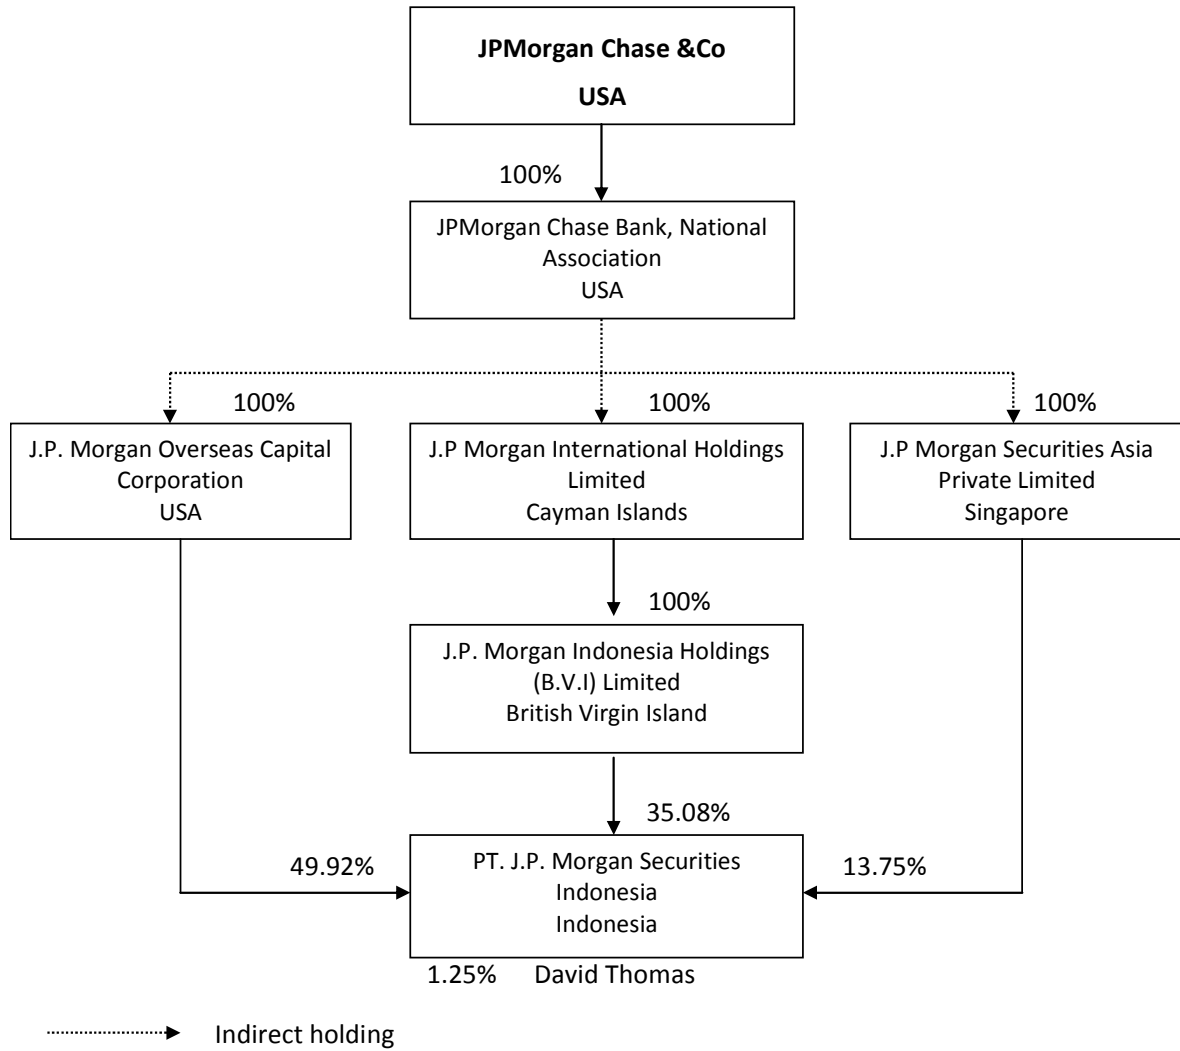 JPMorgan Chase &Co
USA
100%
JPMorgan Chase Bank, National
Association
USA
100%
100%
100%
J.P. Morgan Overseas Capital
Corporation
USA
J.P Morgan International Holdings
Limited
Cayman Islands
J.P Morgan Securities Asia
Private Limited
Singapore
100%
J.P. Morgan Indonesia Holdings
(B.V.I) Limited
British Virgin Island
35.08%
49.92%
PT. J.P. Morgan Securities
Indonesia
Indonesia
13.75%
1.25% David Thomas
Indirect holding